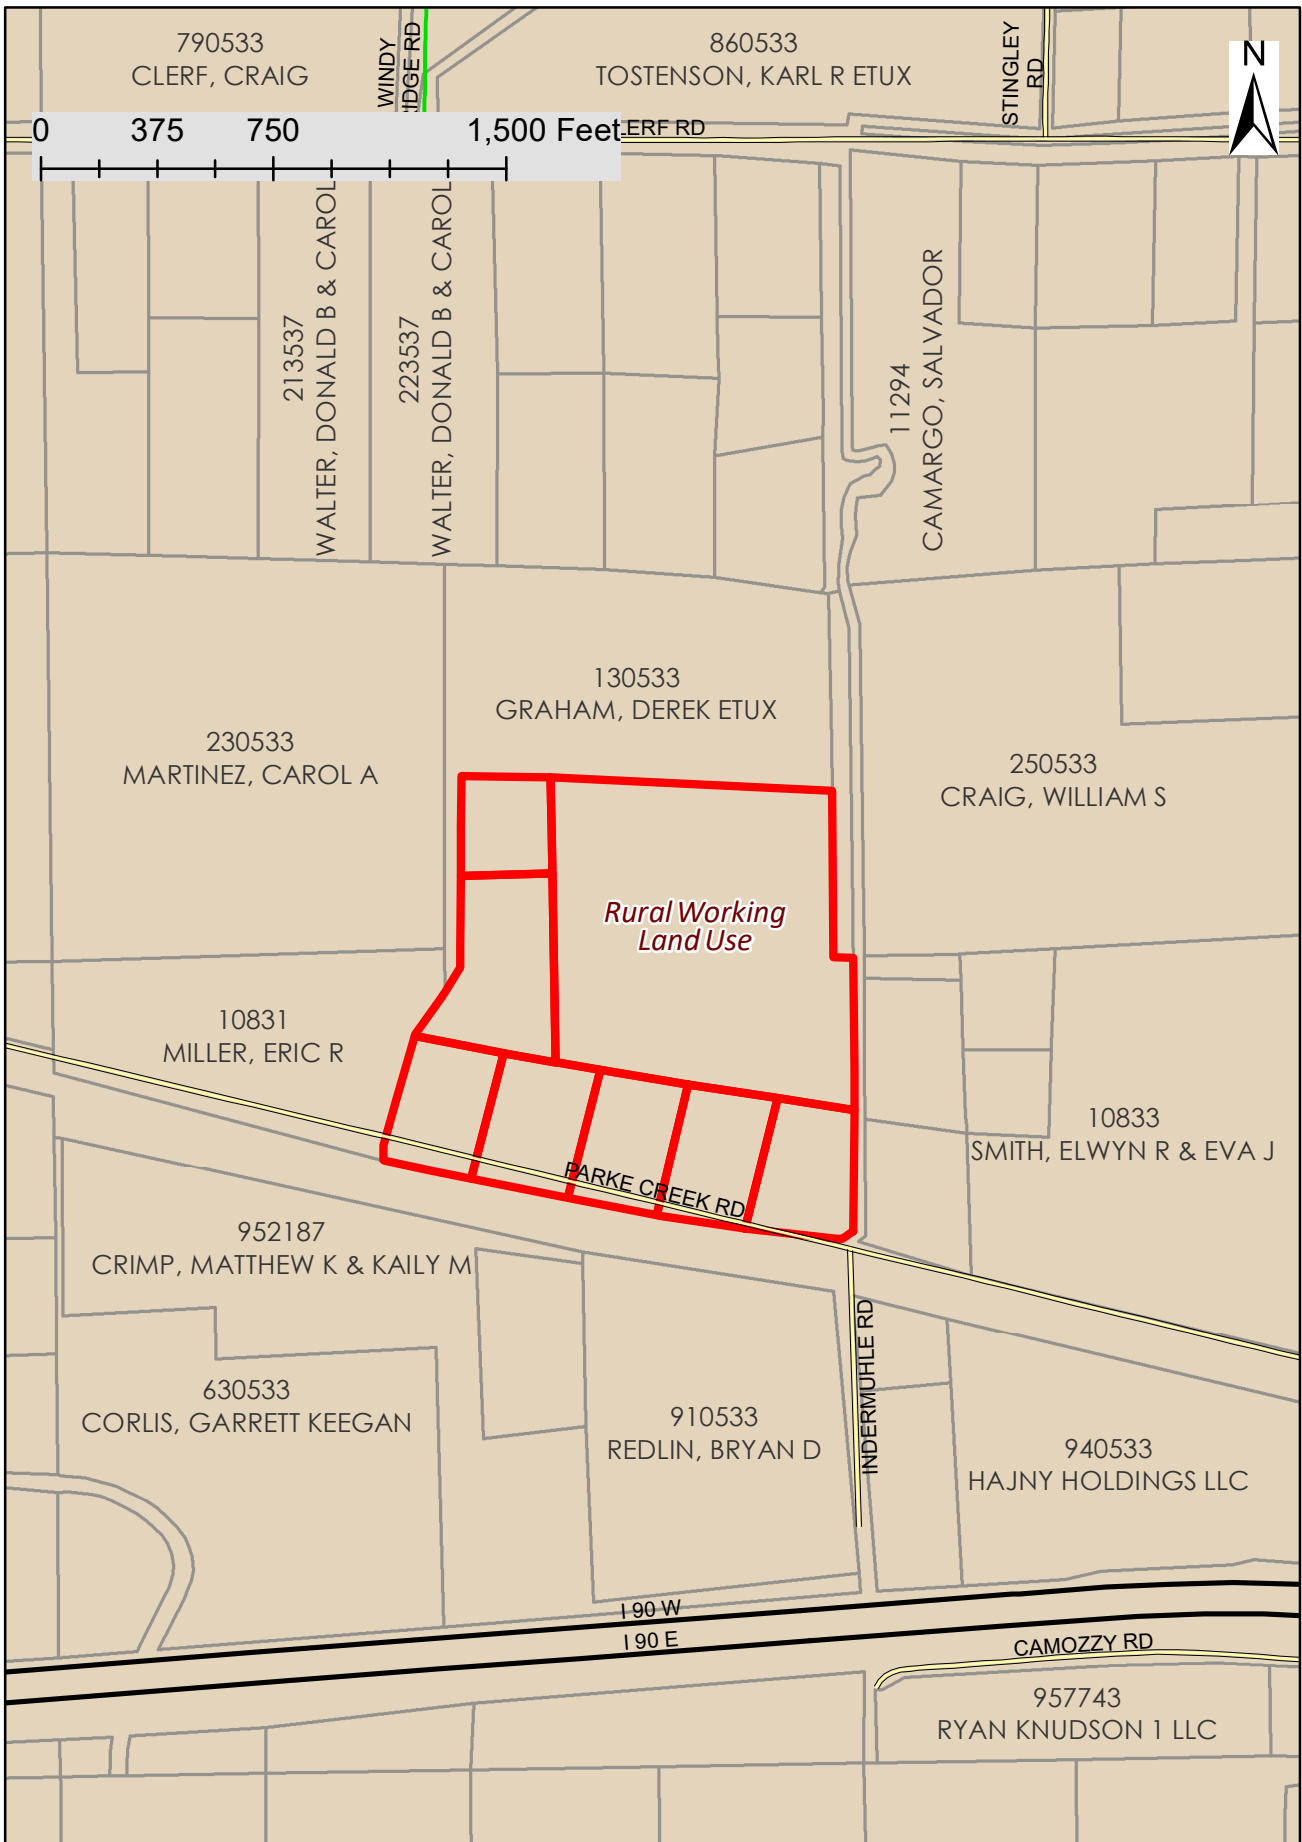 790533
CLERF, CRAIG
WINDY
IDGE RD
860533
TOSTENSON, KARL R ETUX
STINGLEY
RD
N
0 375 750 1,500 Feet
LERF RD
213537
WALTER, DONALD B & CAROL
223537
WALTER, DONALD B & CAROL
11294
CAMARGO, SALVADOR
130533
GRAHAM, DEREK ETUX
230533
MARTINEZ, CAROL A
250533
CRAIG, WILLIAM S
Rural Working
Land Use
10831
MILLER, ERIC R
10833
SMITH, ELWYN R & EVA J
PARKE CREEK RD
952187
CRIMP, MATTHEW K & KAILY M
INDERMUHLE RD
630533
CORLIS, GARRETT KEEGAN
910533
REDLIN, BRYAN D
940533
HAJNY HOLDINGS LLC
I 90 W
I 90 E
CAMOZZY RD
957743
RYAN KNUDSON 1 LLC